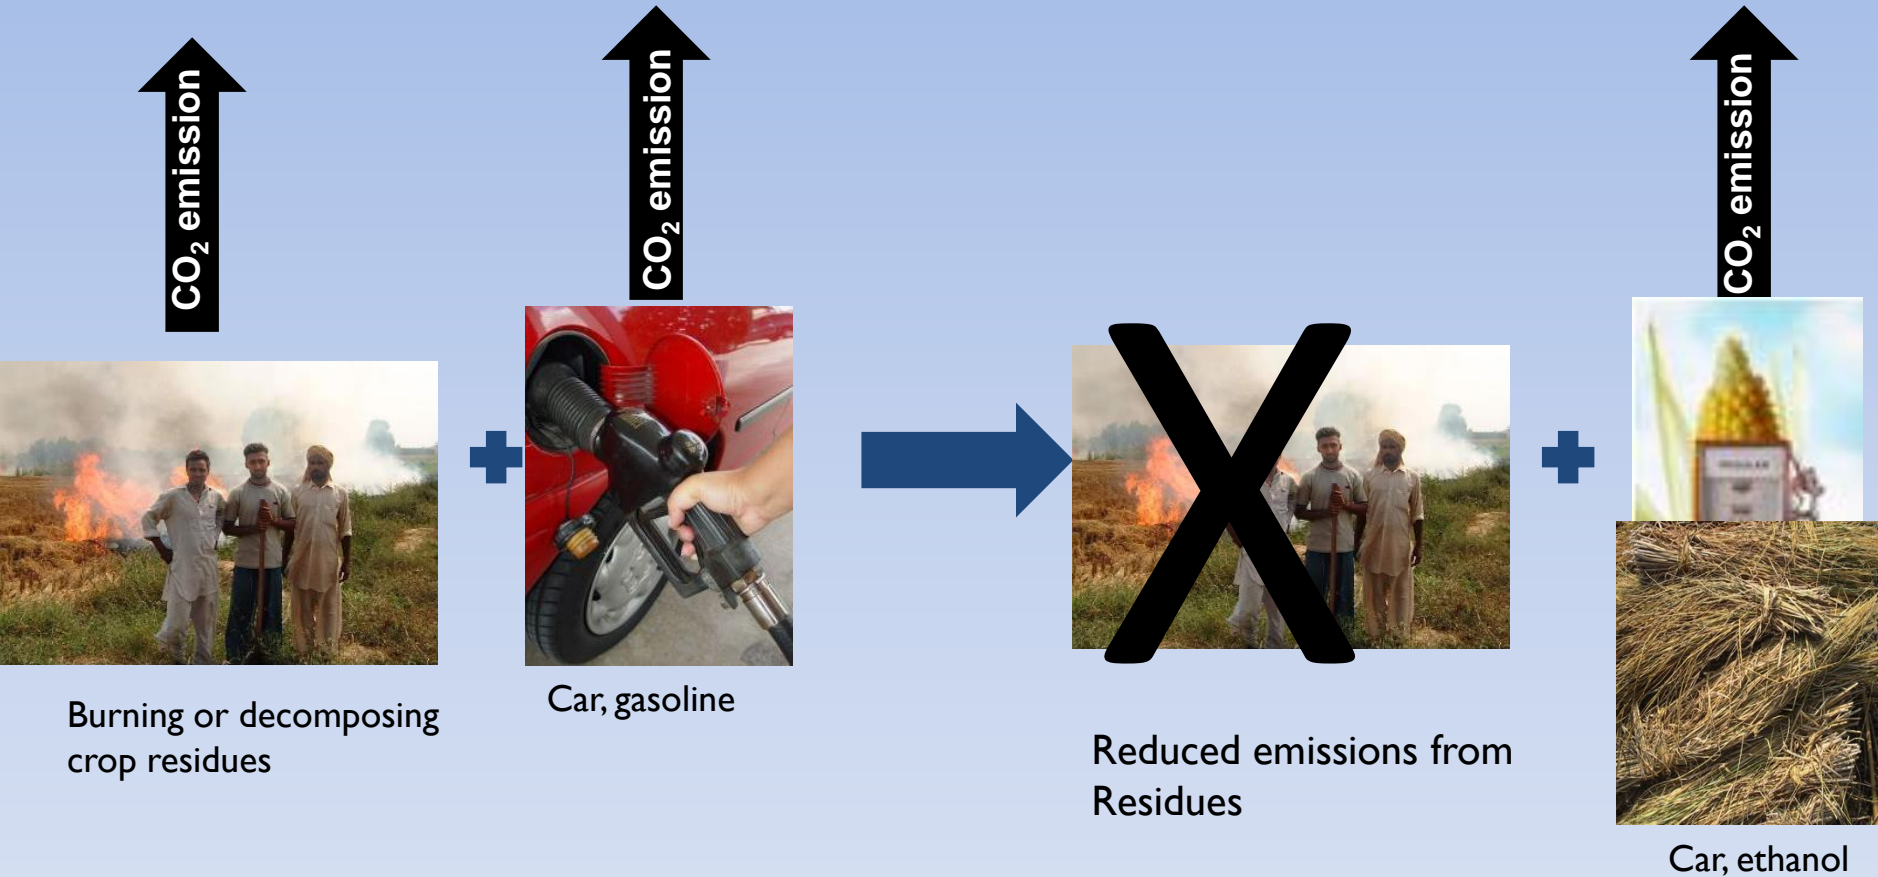 CO₂ emission
CO₂ emission
CO₂ emission
Burning or decomposing
crop residues
Car, gasoline
X
Reduced emissions from
Residues
Car, ethanol